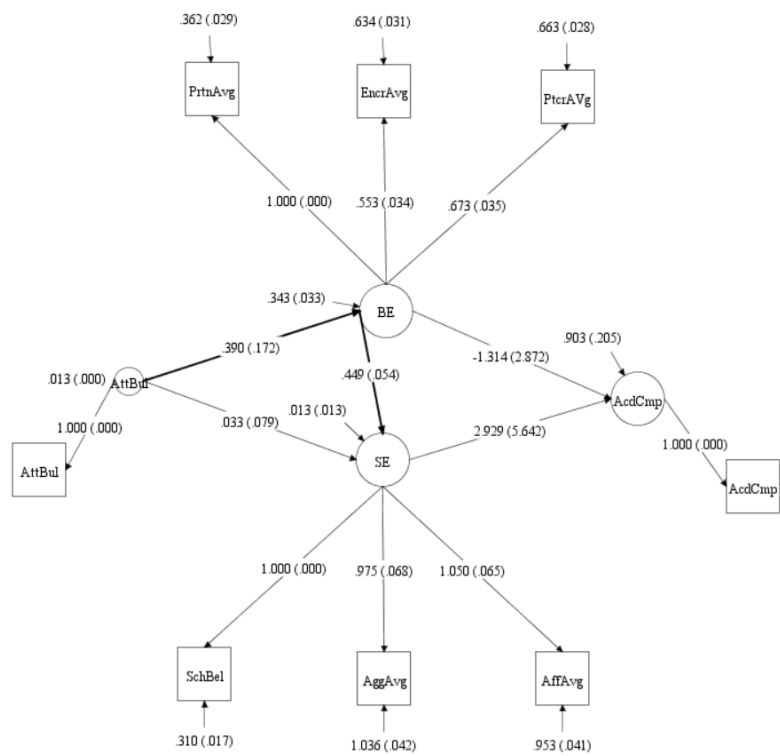 .362 (.029)
.634 (.031)
.663 (.028)
PrtnAvg
EncrAvg
PtcrAVg
1.000 (.000)
.553 (.034)
.673 (.035)
.343 (.033)
BE
.390 (.172)
-1.314 (2.872)
.903 (.205)
.013 (.000)
AttBul
.449 (.054)
AcdCmp
.033 (.079)
.013 (.013)
2.929 (5.642)
1.000 (.000)
1.000 (.000)
SE
AttBul
AcdCmp
1.000 (.000)
.975 (.068)
1.050 (.065)
SchBel
AggAvg
AffAvg
.310 (.017)
1.036 (.042)
.953 (.041)